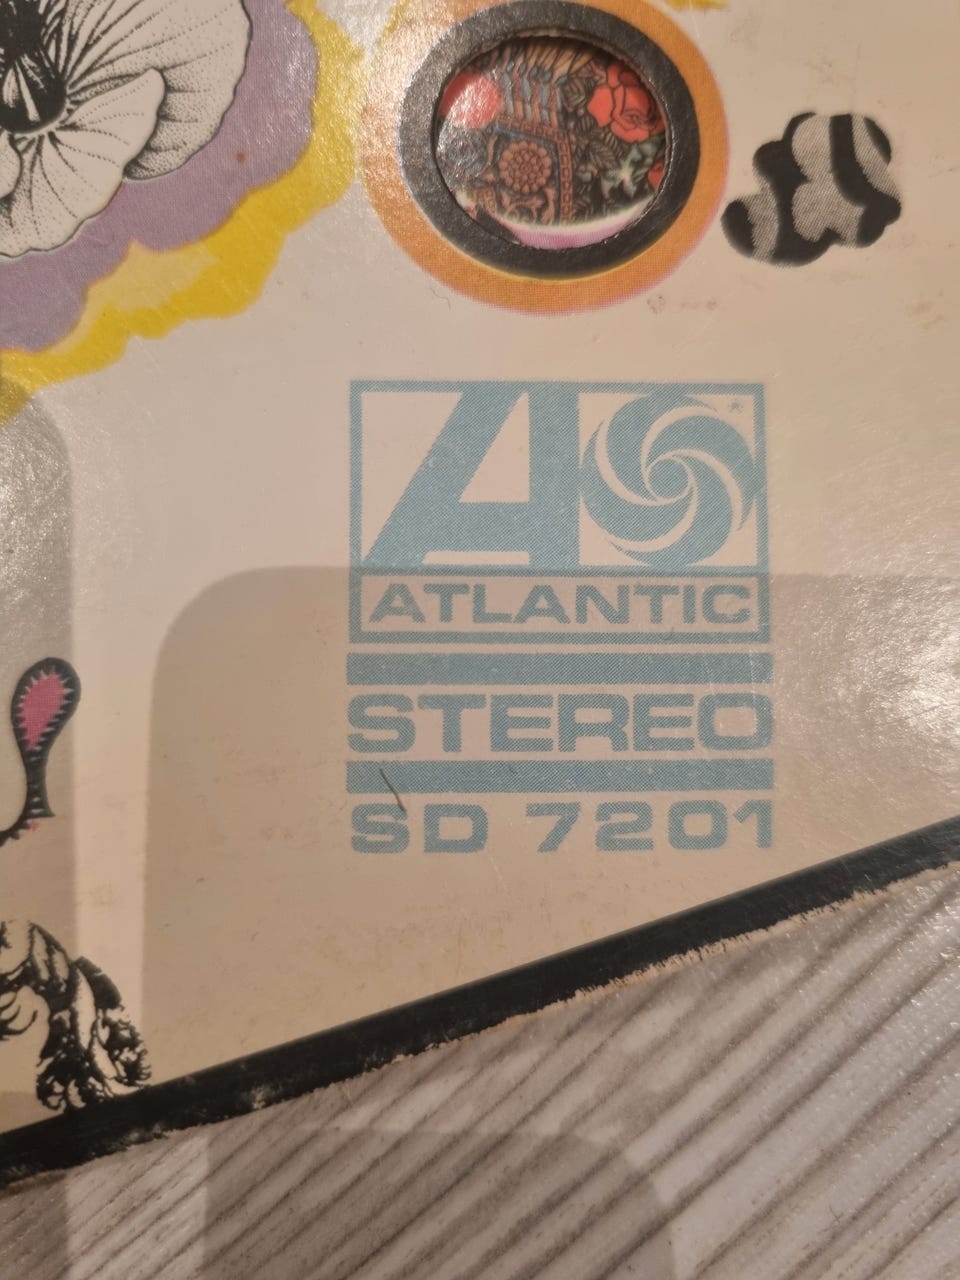 ATLANTIC
STEREO
SD 7201